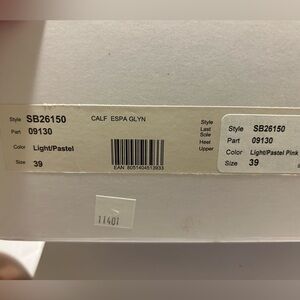 Style SB26150 CALF ESPA GLYN
Part 09130
Color Light/Pastel
Size 39
EAN 8051404513933
Style
Last
Sole
Heel
Upper
Style SB26150
Part 09130
Color Light/Pastel Pink
Size 39
11401